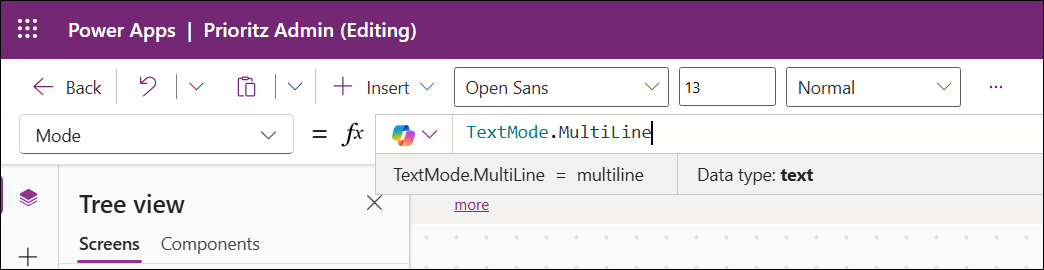 Power Apps | Prioritz Admin (Editing)
Back Insert Open Sans 13 Normal ...
Mode = fx TextMode.MultiLine
TextMode.MultiLine = multiline Data type: text
more
Tree view
Screens Components